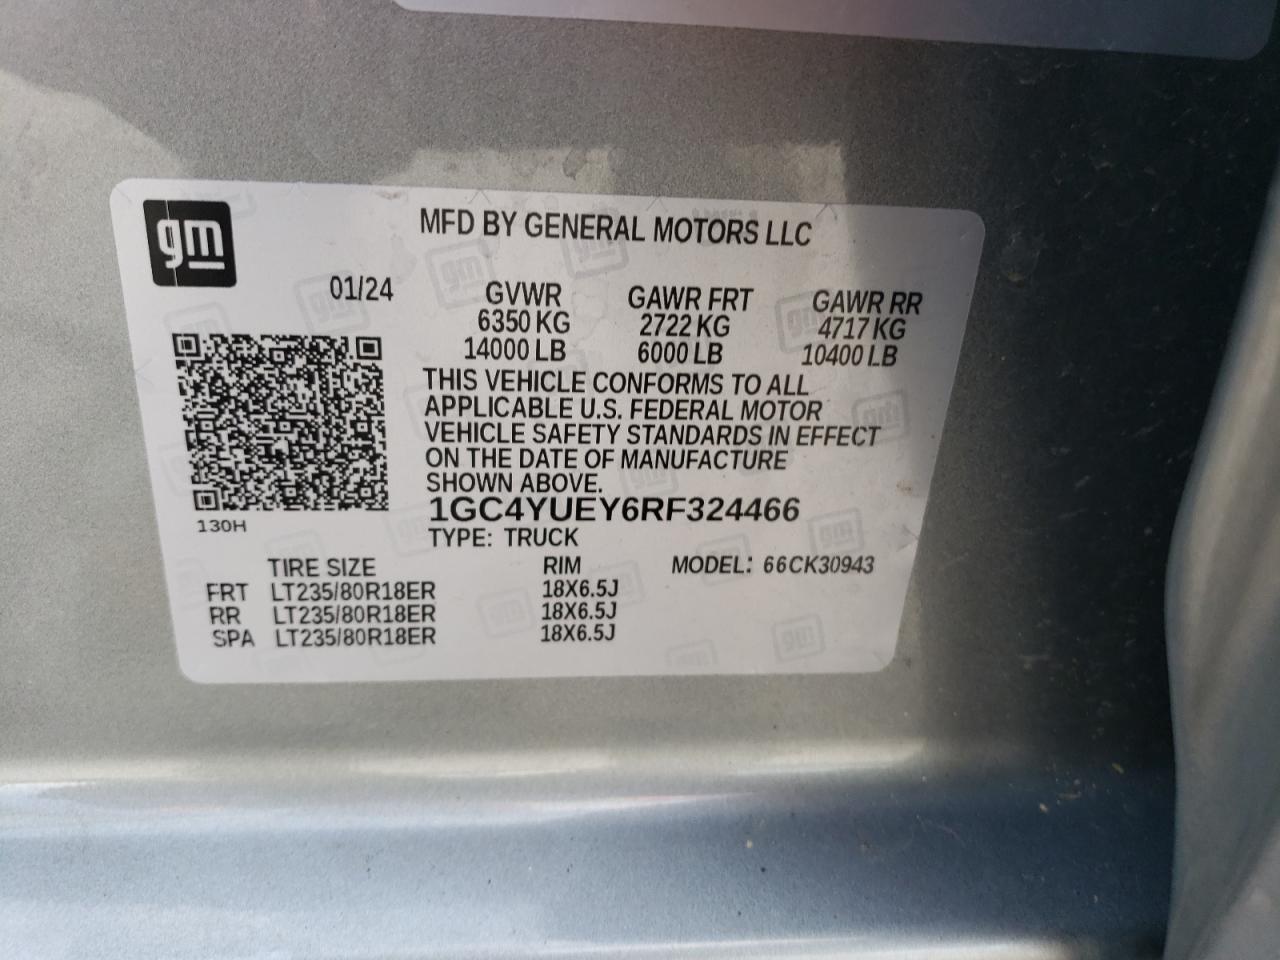 gm
MFD BY GENERAL MOTORS LLC
01/24 GVWR GAWR FRT GAWR RR
6350 KG 2722 KG 4717 KG
14000 LB 6000 LB 10400 LB
THIS VEHICLE CONFORMS TO ALL
APPLICABLE U.S. FEDERAL MOTOR
VEHICLE SAFETY STANDARDS IN EFFECT
ON THE DATE OF MANUFACTURE
SHOWN ABOVE.
1GC4YUEY6RF324466
130H
TYPE: TRUCK
TIRE SIZE RIM MODEL: 66CK30943
FRT LT235/80R18ER 18X6.5J
RR LT235/80R18ER 18X6.5J
SPA LT235/80R18ER 18X6.5J